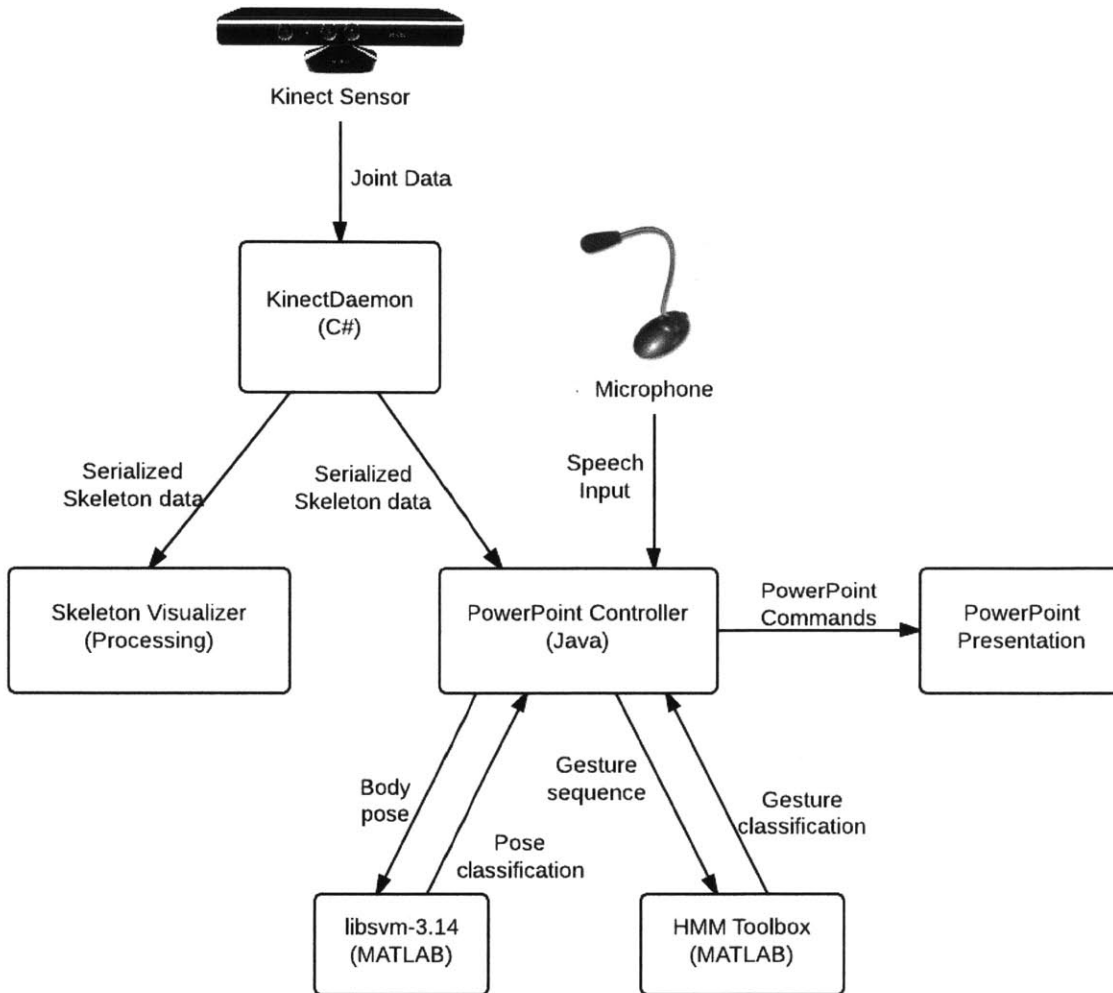 Kinect Sensor
Joint Data
KinectDaemon
(C#)
Microphone
Serialized
Skeleton data
Serialized
Skeleton data
Speech
Input
Skeleton Visualizer
(Processing)
PowerPoint Controller
(Java)
PowerPoint
Commands
PowerPoint
Presentation
Body
pose
Pose
classification
Gesture
sequence
Gesture
classification
libsvm-3.14
(MATLAB)
HMM Toolbox
(MATLAB)